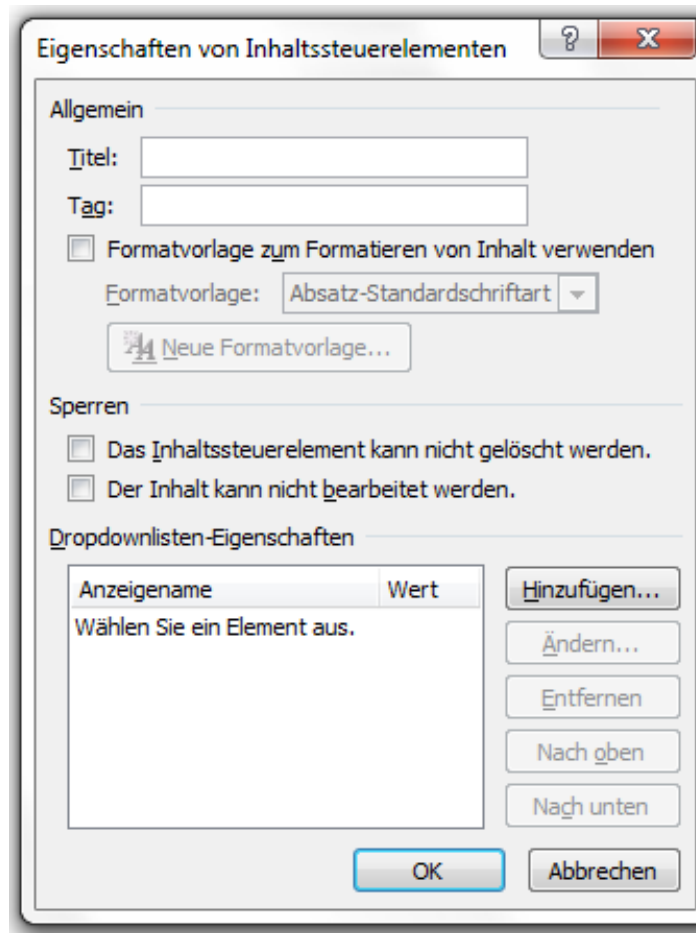 Eigenschaften von Inhaltssteuerelementen
Allgemein
Titel:
Tag:
Formatvorlage zum Formatieren von Inhalt verwenden
Formatvorlage: Absatz-Standardschriftart
Neue Formatvorlage...
Sperren
Das Inhaltssteuerelement kann nicht gelöscht werden.
Der Inhalt kann nicht bearbeitet werden.
Dropdownlisten-Eigenschaften
Anzeigename Wert
Wählen Sie ein Element aus.
Hinzufügen...
Ändern...
Entfernen
Nach oben
Nach unten
OK Abbrechen